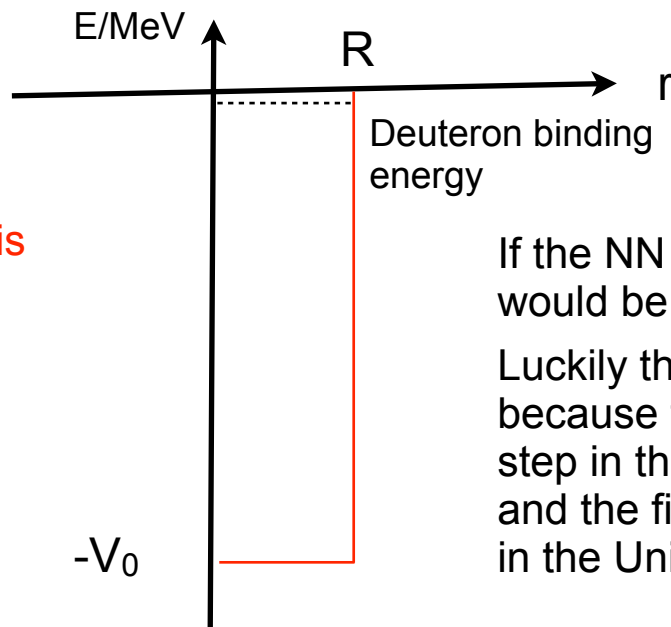 E/MeV
R
r
Deuteron binding
energy
is
If the NN
would be
Luckily th
because
step in th
and the fi
in the Uni
-V₀